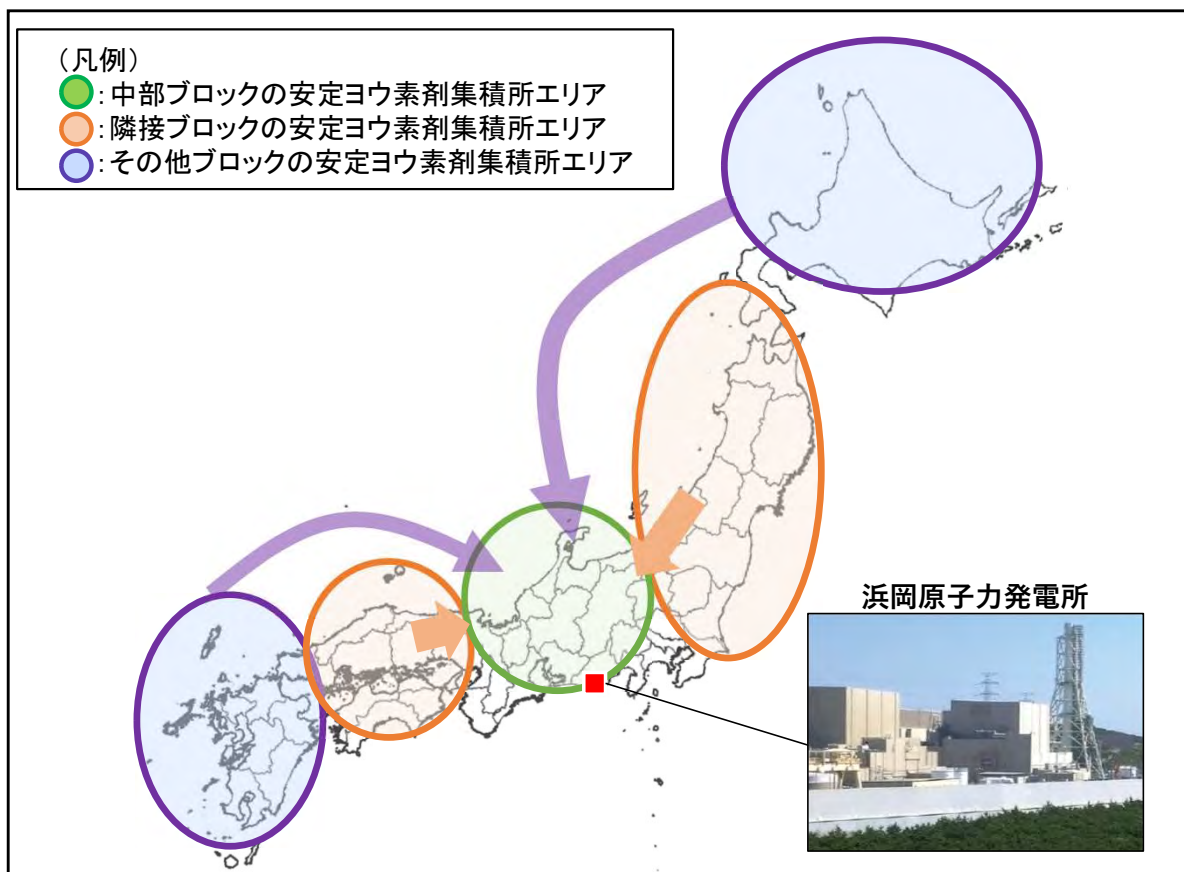 (凡例)
:中部ブロックの安定ヨウ素剤集積所エリア
:隣接ブロックの安定ヨウ素剤集積所エリア
:その他ブロックの安定ヨウ素剤集積所エリア
浜岡原子力発電所